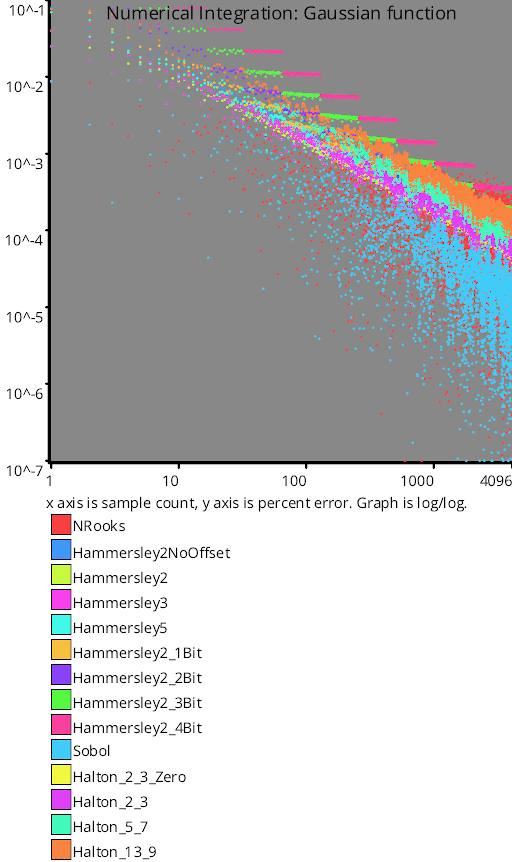 Numerical Integration: Gaussian function
10^-1
10^-2
10^-3
10^-4
10^-5
10^-6
10^-7
1 10 100 1000 4096
x axis is sample count, y axis is percent error. Graph is log/log.
NRooks
Hammersley2NoOffset
Hammersley2
Hammersley3
Hammersley5
Hammersley2_1Bit
Hammersley2_2Bit
Hammersley2_3Bit
Hammersley2_4Bit
Sobol
Halton_2_3_Zero
Halton_2_3
Halton_5_7
Halton_13_9